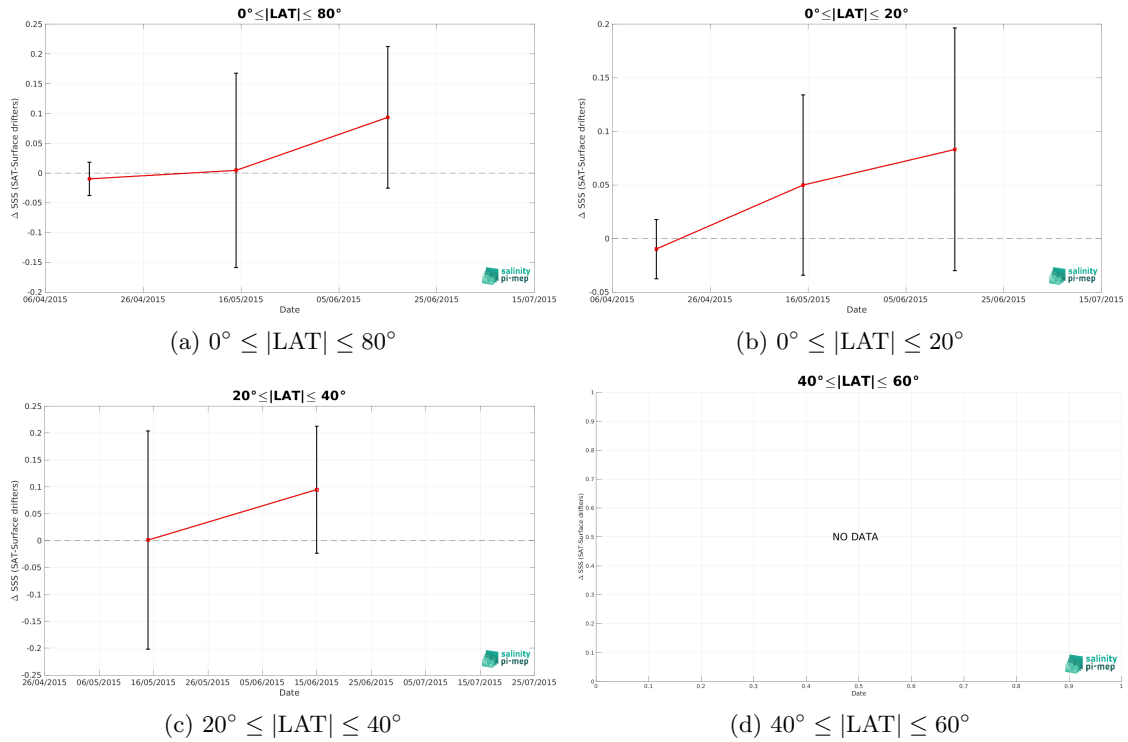 0°≤|LAT|≤ 80°
0.25
0.2
0.15
0.1
0.05
0
-0.05
-0.1
-0.15
-0.2
Δ SSS (SAT-Surface drifters)
06/04/2015 26/04/2015 16/05/2015 05/06/2015 25/06/2015 15/07/2015
Date
salinity
pi-mep
(a) 0° ≤ |LAT| ≤ 80°
0°≤|LAT|≤ 20°
0.2
0.15
0.1
0.05
0
-0.05
Δ SSS (SAT-Surface drifters)
06/04/2015 26/04/2015 16/05/2015 05/06/2015 25/06/2015 15/07/2015
Date
salinity
pi-mep
(b) 0° ≤ |LAT| ≤ 20°
20°≤|LAT|≤ 40°
0.25
0.2
0.15
0.1
0.05
0
-0.05
-0.1
-0.15
-0.2
-0.25
Δ SSS (SAT-Surface drifters)
26/04/2015 06/05/2015 16/05/2015 26/05/2015 05/06/2015 15/06/2015 25/06/2015 05/07/2015 15/07/2015 25/07/2015
Date
salinity
pi-mep
(c) 20° ≤ |LAT| ≤ 40°
40°≤|LAT|≤ 60°
1
0.9
0.8
0.7
0.6
0.5
0.4
0.3
0.2
0.1
0
Δ SSS (SAT-Surface drifters)
NO DATA
0 0.1 0.2 0.3 0.4 0.5 0.6 0.7 0.8 0.9 1
Date
salinity
pi-mep
(d) 40° ≤ |LAT| ≤ 60°